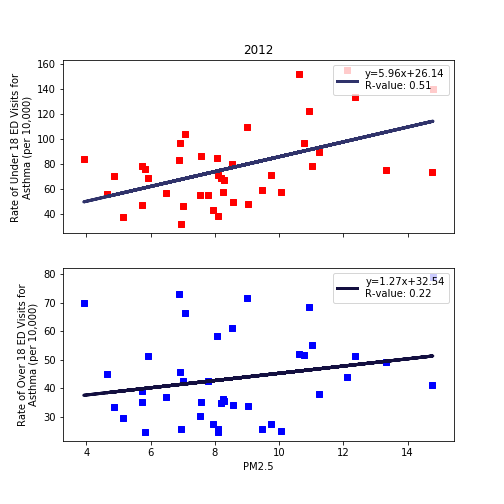 2012
160
140
120
100
80
60
40
Rate of Under 18 ED Visits for
Asthma (per 10,000)
y=5.96x+26.14
R-value: 0.51
80
70
60
50
40
30
Rate of Over 18 ED Visits for
Asthma (per 10,000)
y=1.27x+32.54
R-value: 0.22
4 6 8 10 12 14
PM2.5